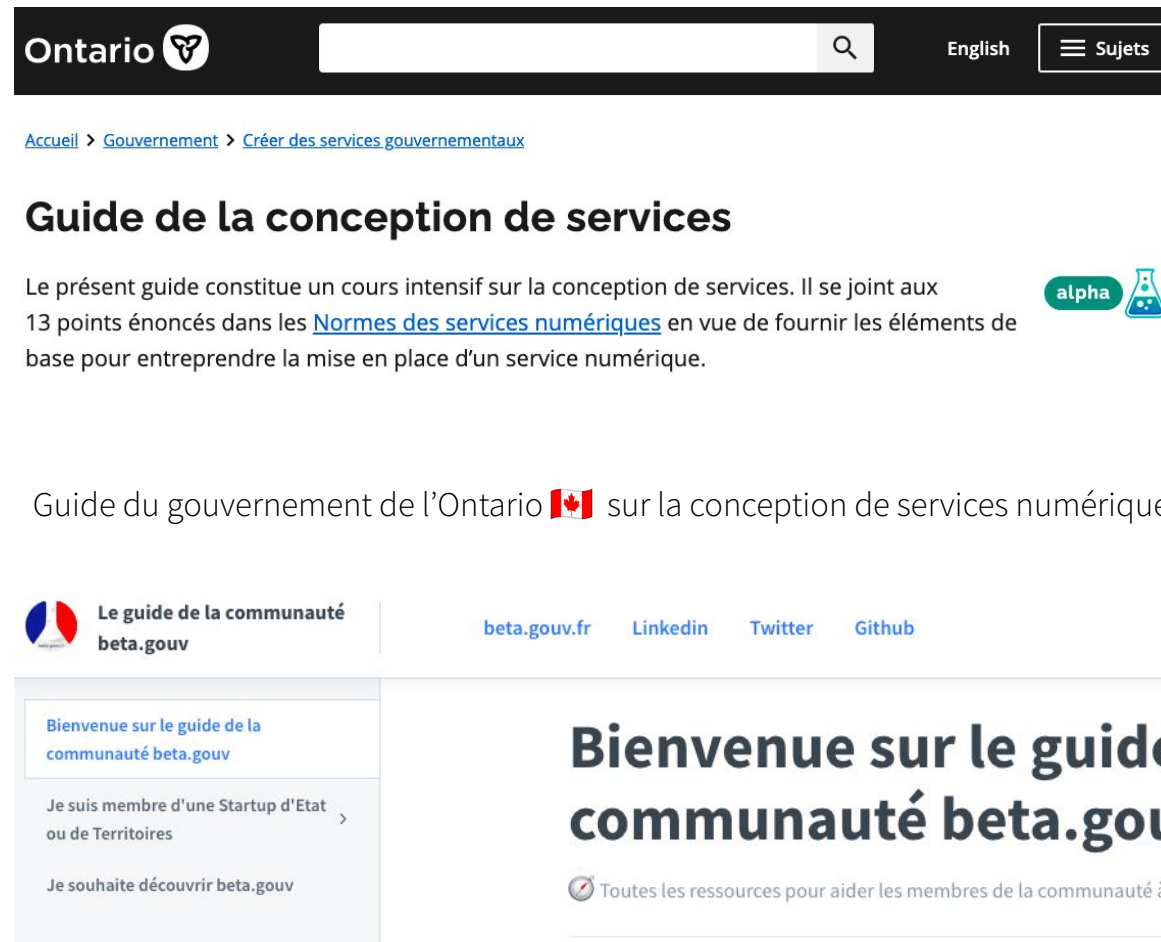 Ontario
English
Sujets
Accueil > Gouvernement > Créer des services gouvernementaux
Guide de la conception de services
Le présent guide constitue un cours intensif sur la conception de services. Il se joint aux
13 points énoncés dans les Normes des services numériques en vue de fournir les éléments de
base pour entreprendre la mise en place d’un service numérique.
alpha
Guide du gouvernement de l’Ontario 🇨🇦 sur la conception de services numérique
Le guide de la communauté
beta.gouv
beta.gouv.fr Linkedin Twitter Github
Bienvenue sur le guide de la
communauté beta.gouv
Je suis membre d'une Startup d'Etat
ou de Territoires
Je souhaite découvrir beta.gouv
Bienvenue sur le guide
communauté beta.gou
🧭 Toutes les ressources pour aider les membres de la communauté à